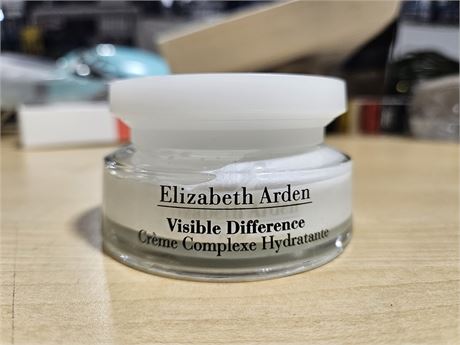 Elizabeth Arden
Visible Difference
Crème Complexe Hydratante